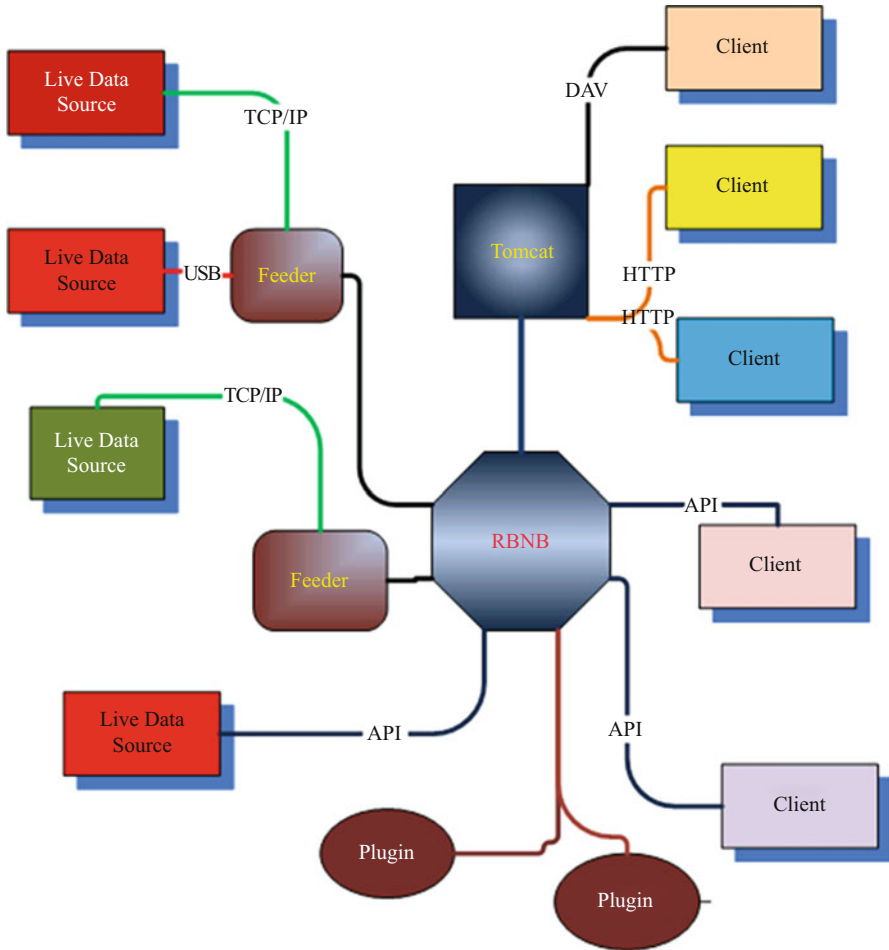 Client
Live Data
Source
DAV
TCP/IP
Client
Tomcat
Live Data
Source
USB
Feeder
HTTP
HTTP
Client
TCP/IP
Live Data
Source
API
RBNB
Client
Feeder
Live Data
Source
API
API
Client
Plugin
Plugin